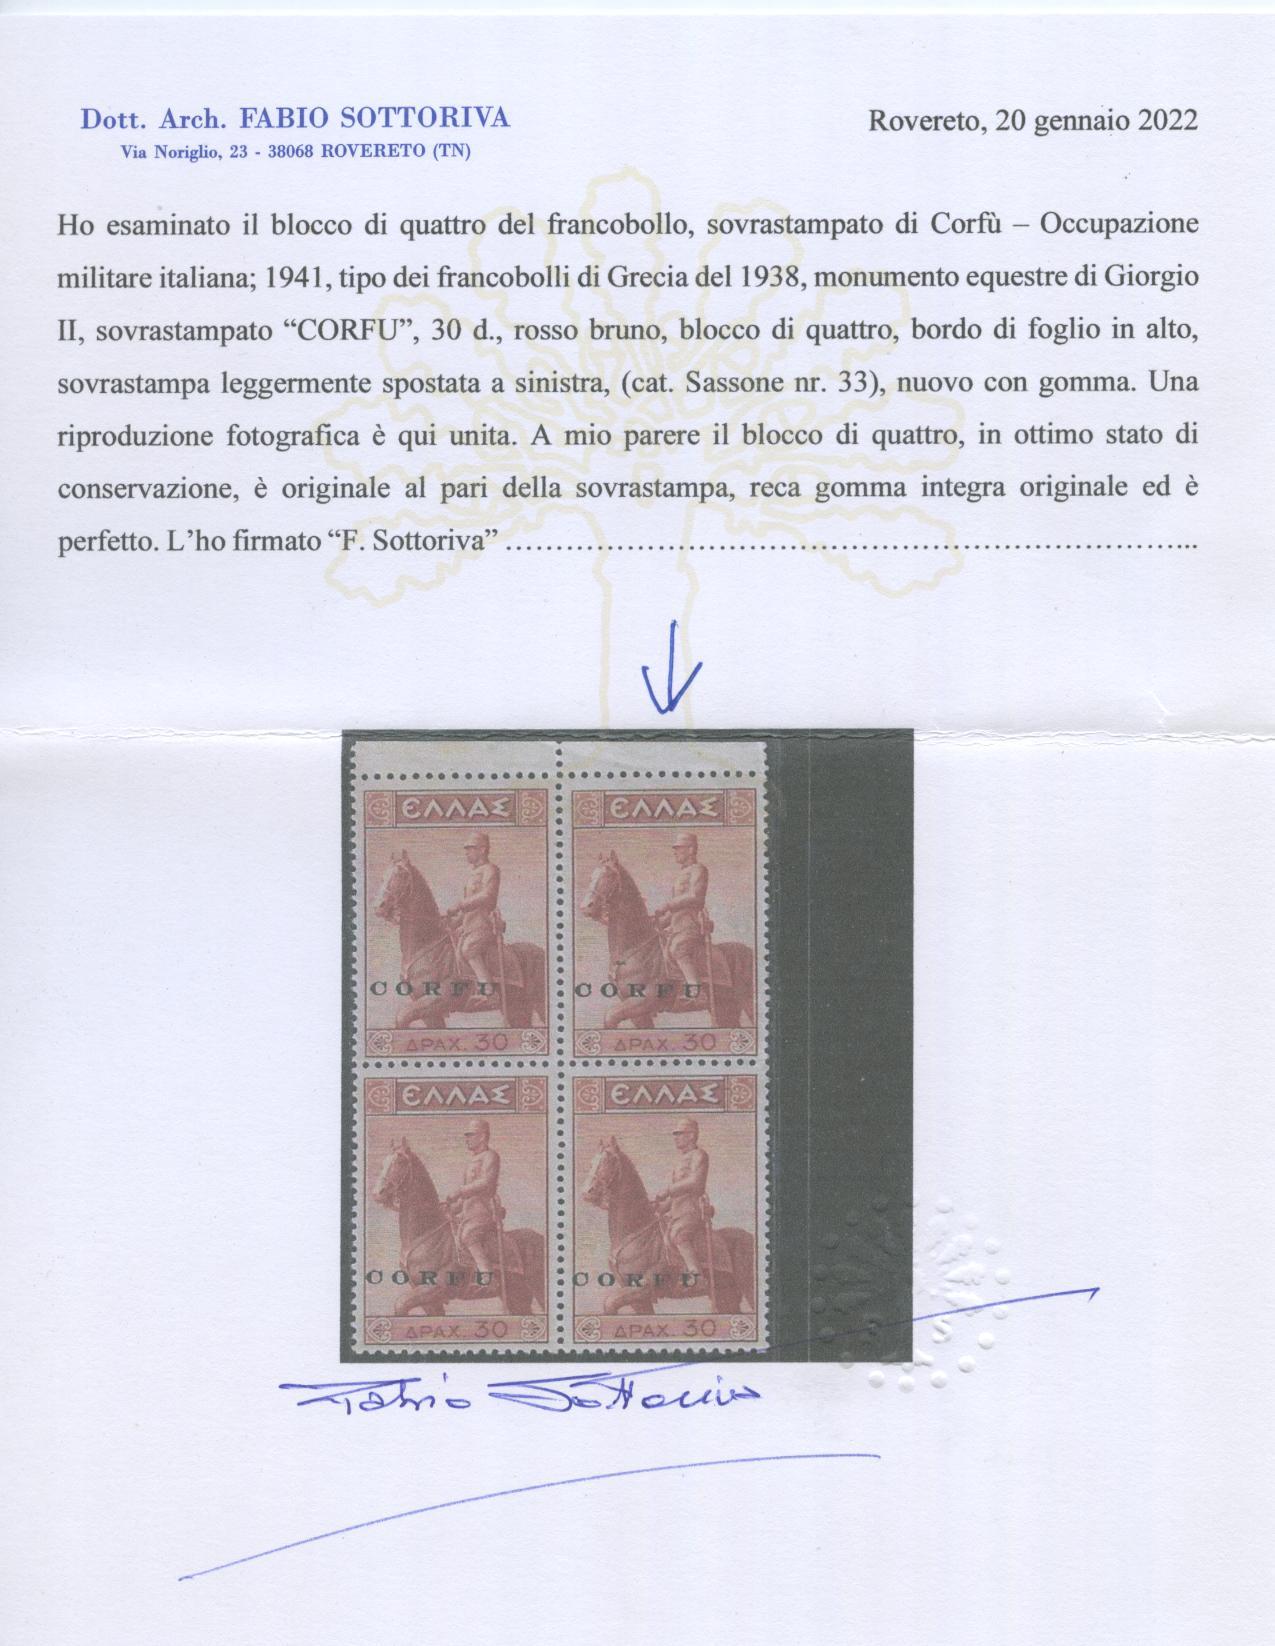 Dott. Arch. FABIO SOTTORIVA
Via Noriglio, 23 - 38068 ROVERETO (TN)
Rovereto, 20 gennaio 2022
Ho esaminato il blocco di quattro del francobollo, sovrastampato di Corfù – Occupazione
militare italiana; 1941, tipo dei francobolli di Grecia del 1938, monumento equestre di Giorgio
II, sovrastampato “CORFU”, 30 d., rosso bruno, blocco di quattro, bordo di foglio in alto,
sovrastampa leggermente spostata a sinistra, (cat. Sassone nr. 33), nuovo con gomma. Una
riproduzione fotografica è qui unita. A mio parere il blocco di quattro, in ottimo stato di
conservazione, è originale al pari della sovrastampa, reca gomma integra originale ed è
perfetto. L’ho firmato “F. Sottoriva” …………………………………………………………...
ΕΛΛΑΣ ΕΛΛΑΣ
CORFU CORFU
ΔΡΑΧ. 30 ΔΡΑΧ. 30
ΕΛΛΑΣ ΕΛΛΑΣ
CORFU CORFU
ΔΡΑΧ. 30 ΔΡΑΧ. 30
Fabio Sottoriva